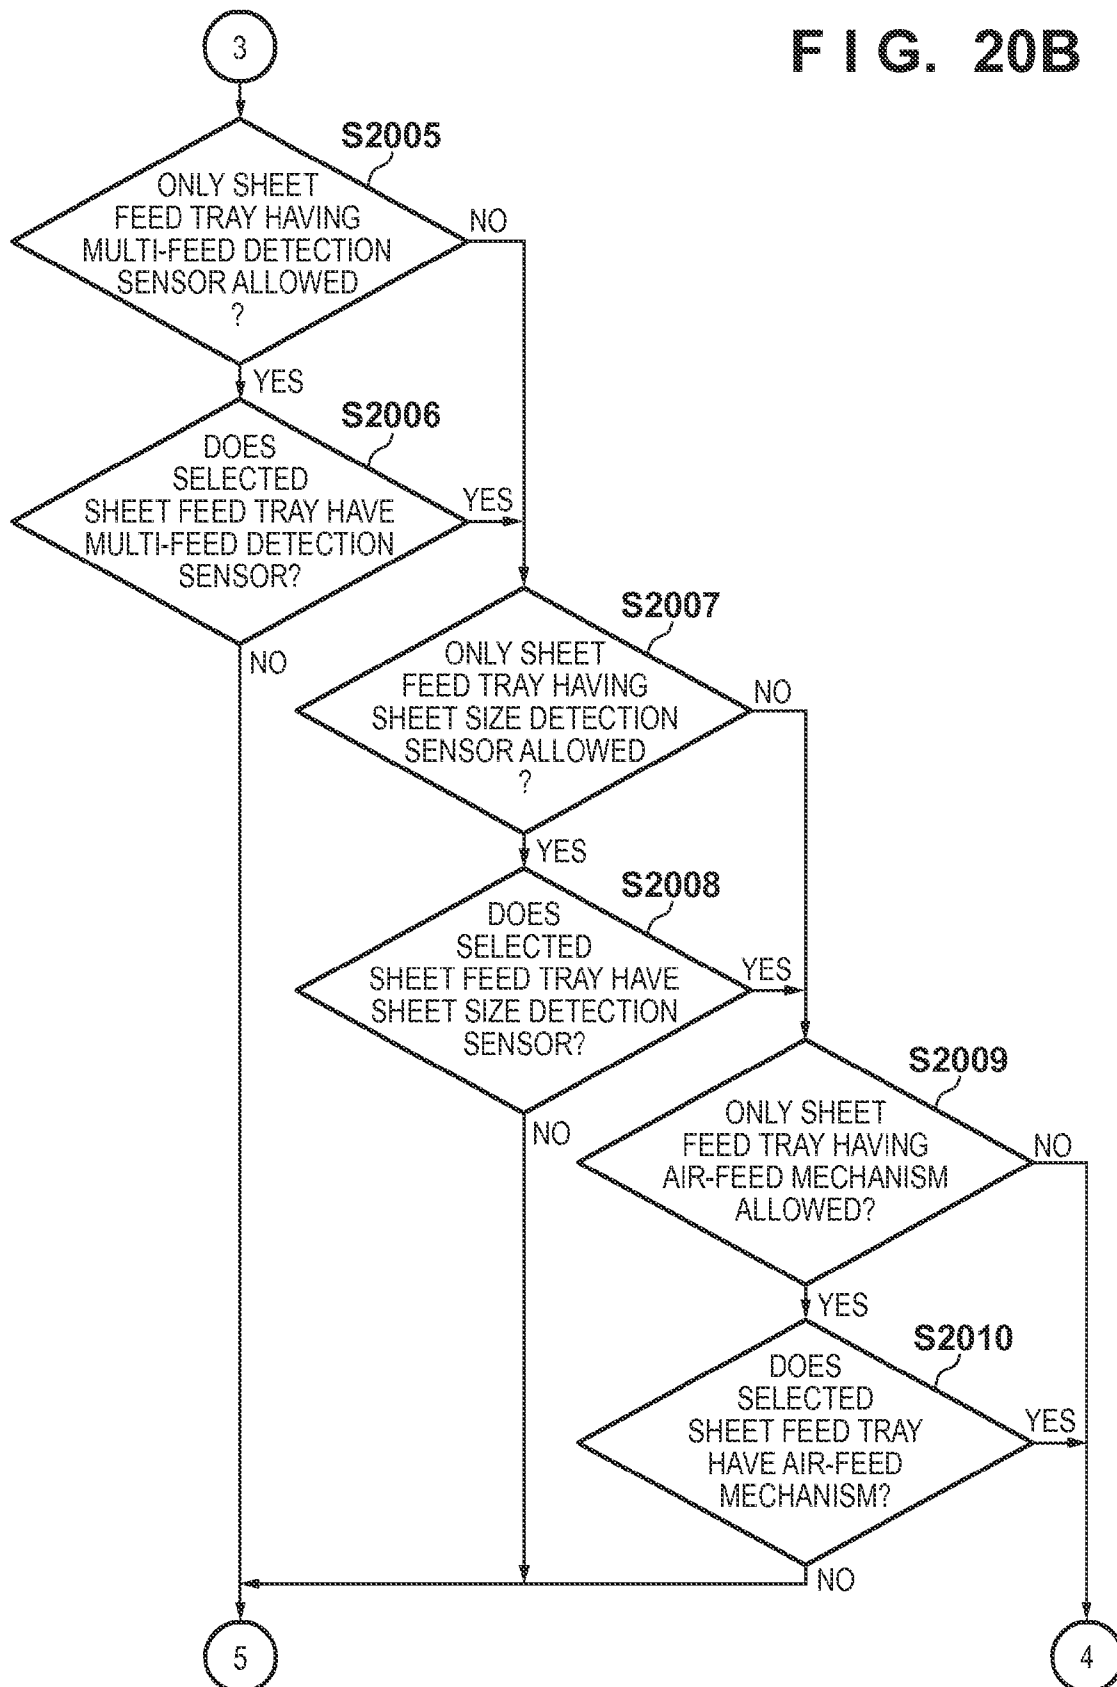 FIG. 20B
3
S2005
ONLY SHEET
FEED TRAY HAVING
MULTI-FEED DETECTION
SENSOR ALLOWED
?
NO
YES
S2006
DOES
SELECTED
SHEET FEED TRAY HAVE
MULTI-FEED DETECTION
SENSOR?
YES
NO
S2007
ONLY SHEET
FEED TRAY HAVING
SHEET SIZE DETECTION
SENSOR ALLOWED
?
NO
YES
S2008
DOES
SELECTED
SHEET FEED TRAY HAVE
SHEET SIZE DETECTION
SENSOR?
YES
NO
S2009
ONLY SHEET
FEED TRAY HAVING
AIR-FEED MECHANISM
ALLOWED?
NO
YES
S2010
DOES
SELECTED
SHEET FEED TRAY
HAVE AIR-FEED
MECHANISM?
YES
NO
5
4